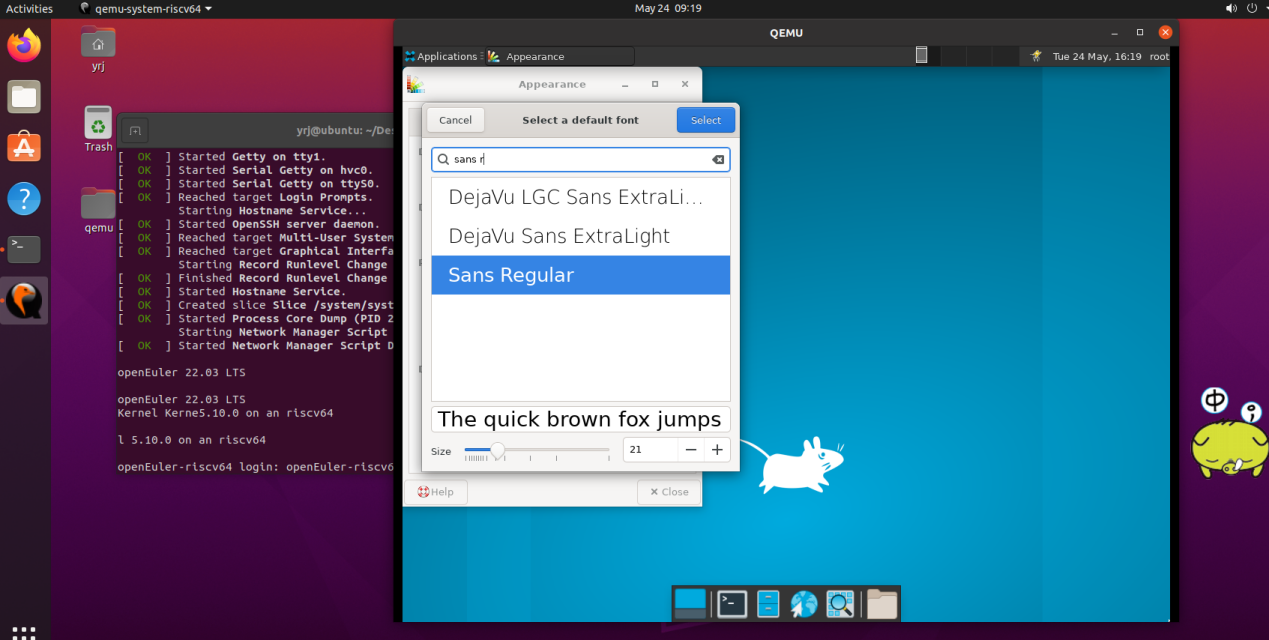 Activities
qemu-system-riscv64
May 24 09:19
yrj
Trash
qemu
yrj@ubuntu: ~/Des
[ OK ] Started Getty on tty1.
[ OK ] Started Serial Getty on hvc0.
[ OK ] Started Serial Getty on ttyS0.
[ OK ] Reached target Login Prompts.
Starting Hostname Service...
[ OK ] Started OpenSSH server daemon.
[ OK ] Reached target Multi-User System
[ OK ] Reached target Graphical Interfa
Starting Record Runlevel Change
[ OK ] Finished Record Runlevel Change
[ OK ] Started Hostname Service.
[ OK ] Created slice Slice /system/syst
[ OK ] Started Process Core Dump (PID 2
Starting Network Manager Script
[ OK ] Started Network Manager Script D
openEuler 22.03 LTS
openEuler 22.03 LTS
Kernel Kerne5.10.0 on an riscv64
l 5.10.0 on an riscv64
openEuler-riscv64 login: openEuler-riscv6
QEMU
Applications
Appearance
Tue 24 May, 16:19
root
Appearance
Cancel
Select a default font
Select
sans r
DejaVu LGC Sans ExtraLi...
DejaVu Sans ExtraLight
Sans Regular
The quick brown fox jumps
Size
21
Help
Close
中